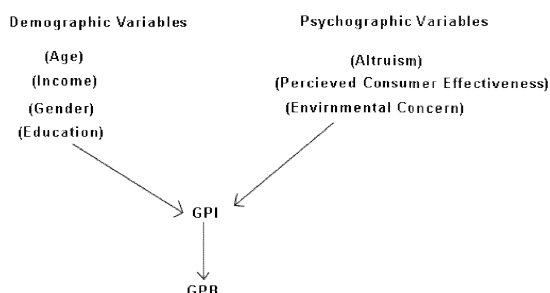 Demographic Variables
(Age)
(Income)
(Gender)
(Education)
Psychographic Variables
(Altruism)
(Percieved Consumer Effectiveness)
(Envirnmental Concern)
GPI
GPB